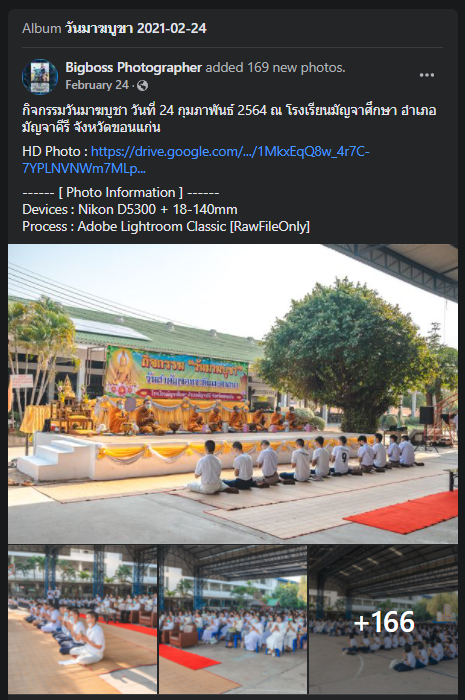 Album วันมาฆบูชา 2021-02-24
Bigboss Photographer added 169 new photos.
February 24 ·
กิจกรรมวันมาฆบูชา วันที่ 24 กุมภาพันธ์ 2564 ณ โรงเรียนมัญจาศึกษา อำเภอ
มัญจาคีรี จังหวัดขอนแก่น
HD Photo : https://drive.google.com/.../1MkxEqQ8w_4r7C-
7YPLNVNWm7MLp...
------ [ Photo Information ] ------
Devices : Nikon D5300 + 18-140mm
Process : Adobe Lightroom Classic [RawFileOnly]
กิจกรรม "วันมาฆบูชา"
9
+166